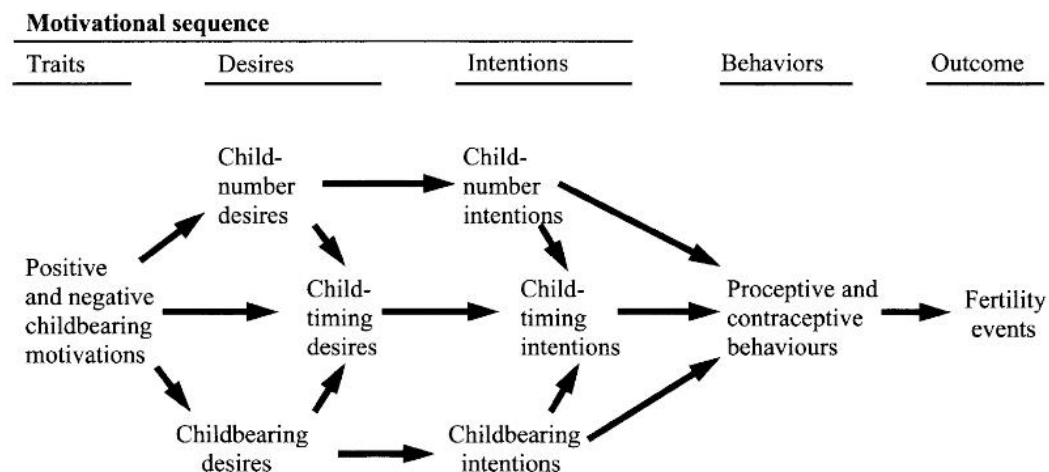 Motivational sequence
Traits
Desires
Intentions
Behaviors
Outcome
Child-
number
desires
Child-
number
intentions
Positive
and negative
childbearing
motivations
Child-
timing
desires
Child-
timing
intentions
Proceptive and
contraceptive
behaviours
Fertility
events
Childbearing
desires
Childbearing
intentions